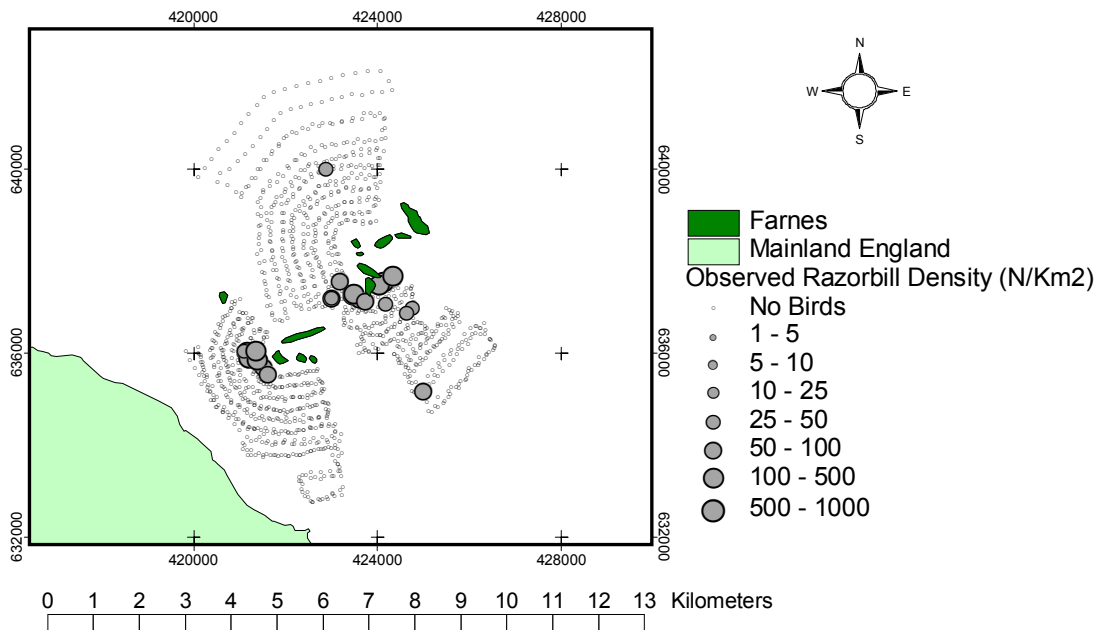 420000 424000 428000
N
W E
S
640000 640000
636000 636000
632000 632000
420000 424000 428000
Farnes
Mainland England
Observed Razorbill Density (N/Km2)
No Birds
1 - 5
5 - 10
10 - 25
25 - 50
50 - 100
100 - 500
500 - 1000
0 1 2 3 4 5 6 7 8 9 10 11 12 13 Kilometers